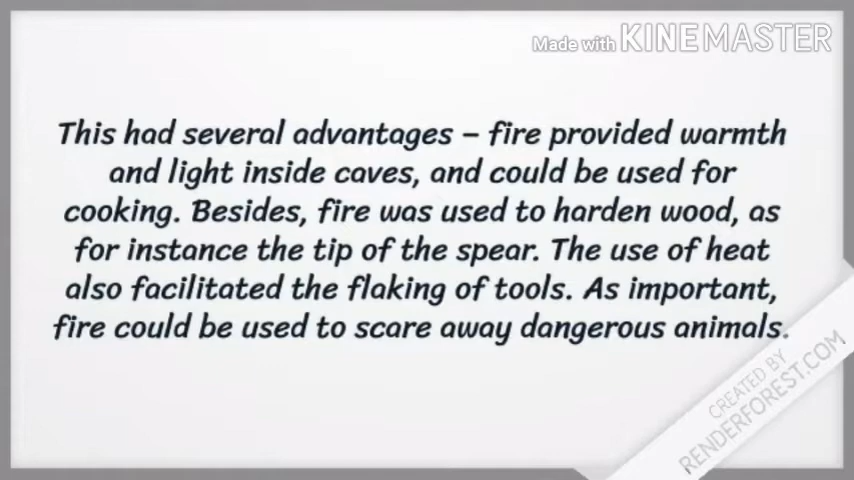 Made with KINEMASTER
This had several advantages – fire provided warmth
and light inside caves, and could be used for
cooking. Besides, fire was used to harden wood, as
for instance the tip of the spear. The use of heat
also facilitated the flaking of tools. As important,
fire could be used to scare away dangerous animals.
CREATED BY
RENDERFOREST.COM